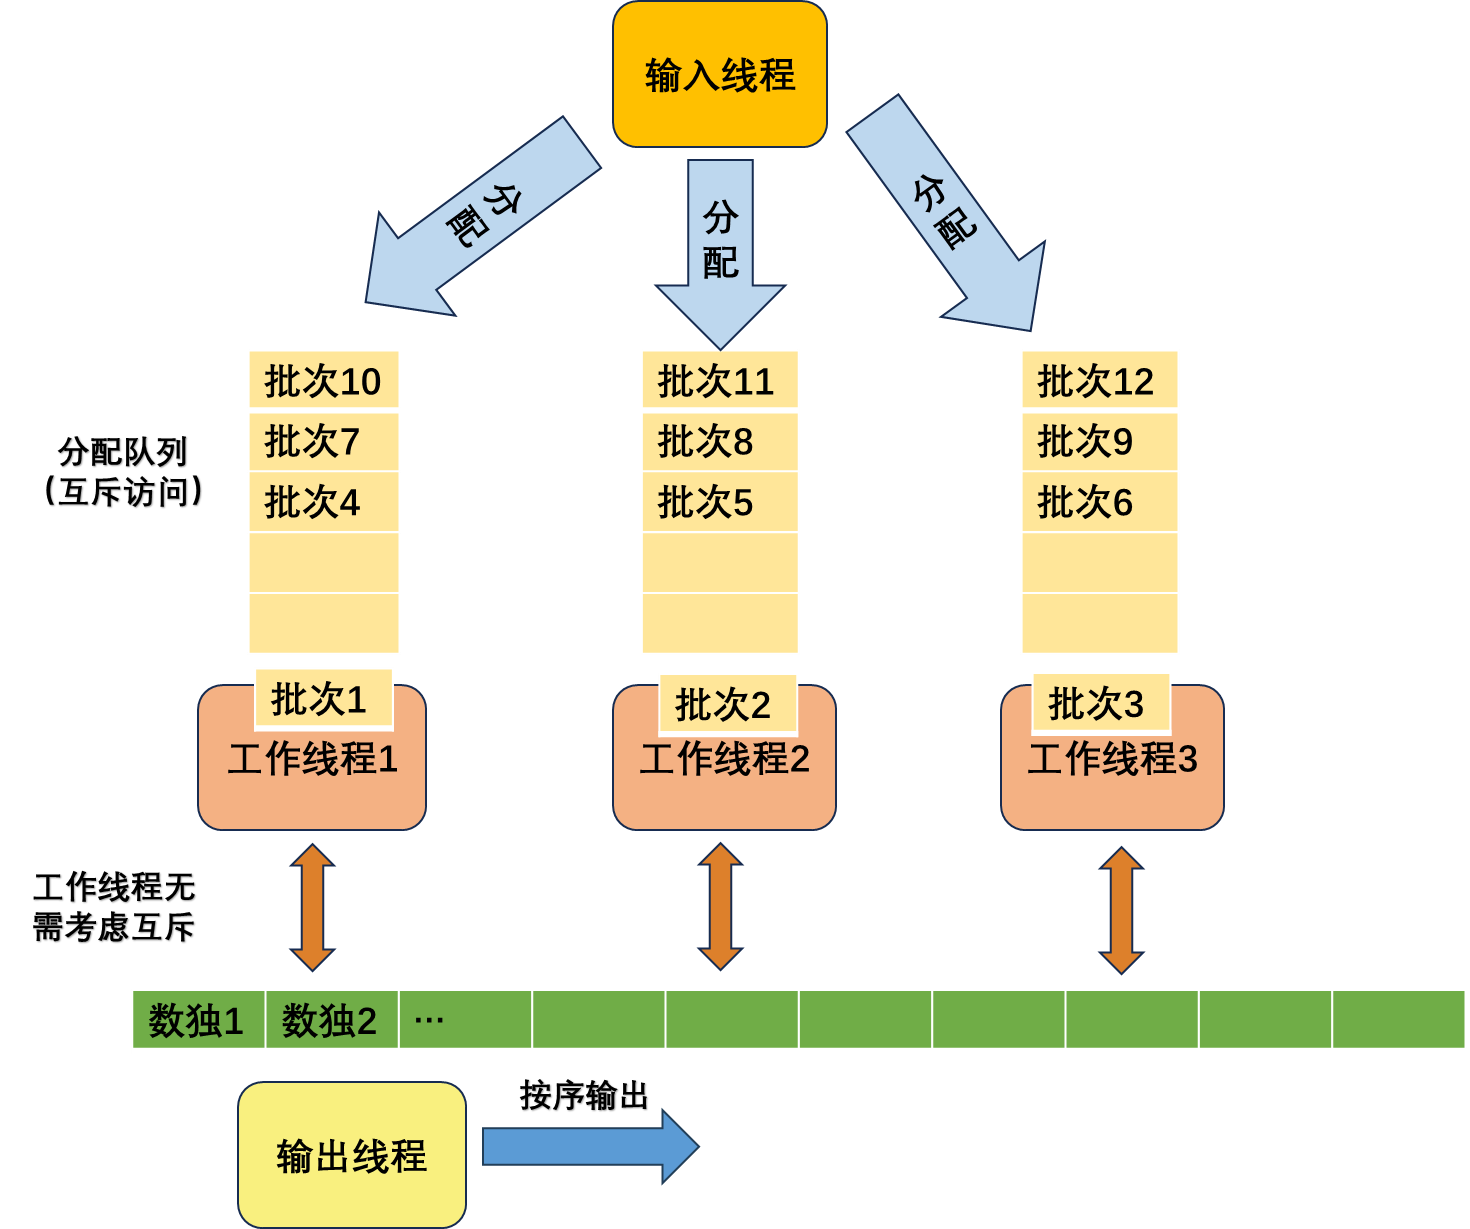 输入线程
分
配
分
配
分
配
批次10
批次11
批次12
批次7
批次8
批次9
分配队列
(互斥访问)
批次4
批次5
批次6
批次1
批次2
批次3
工作线程1
工作线程2
工作线程3
工作线程无
需考虑互斥
数独1
数独2
...
按序输出
输出线程